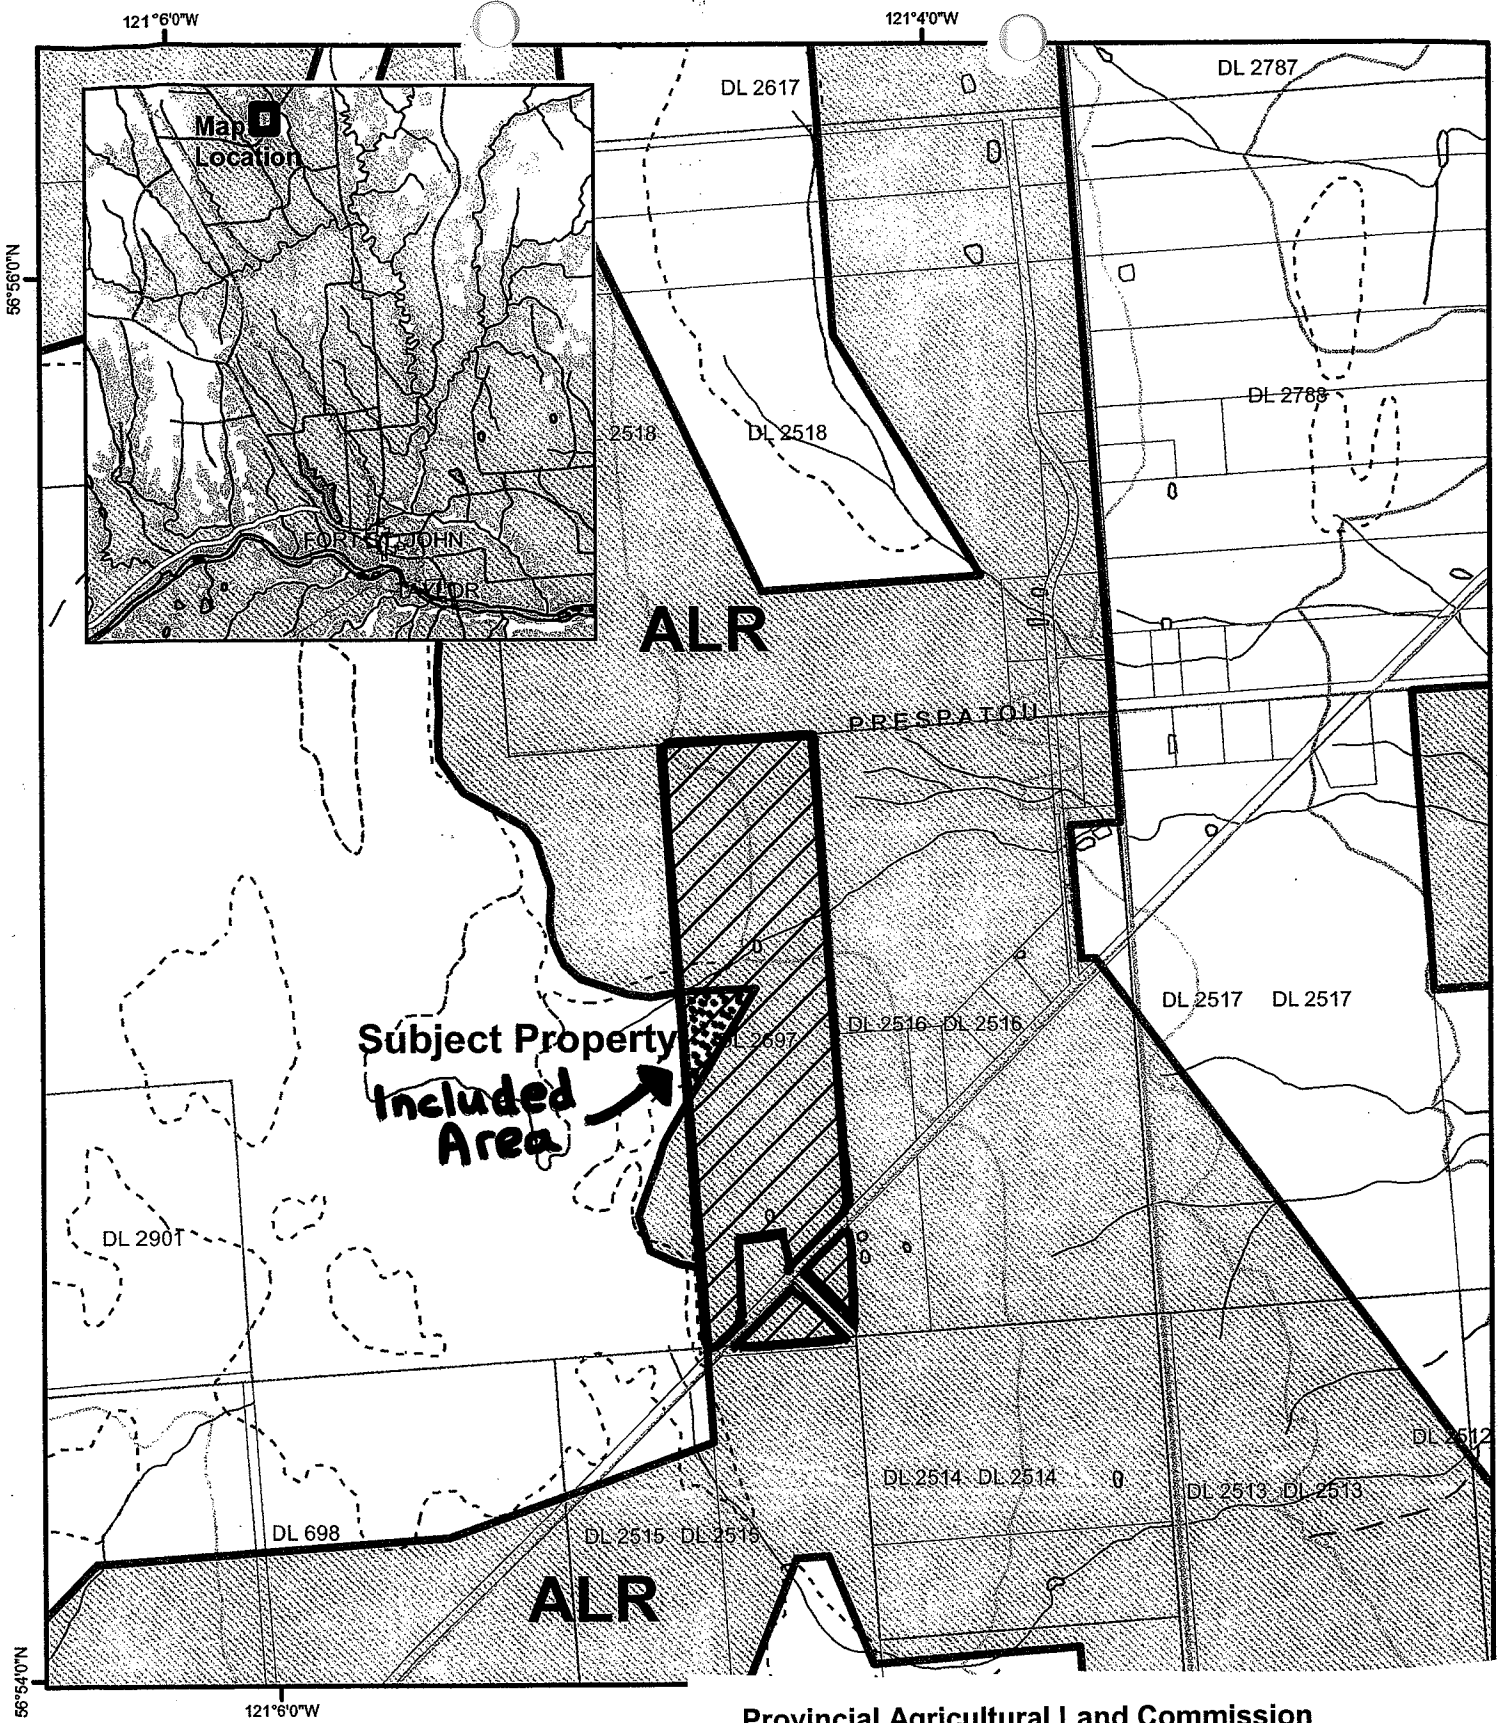 121°6'0"W
121°4'0"W
DL 2787
DL 2617
Map
Location
56°56'0"N
DL 2788
2518
DL 2518
FORT ST. JOHN
TAYLOR
ALR
PRESPATOU
DL 2517 DL 2517
Subject Property
DL 2697
DL 2516 DL 2516
Included
Area
DL 2901
DL 2512
DL 2514 DL 2514
DL 2513 DL 2513
DL 698
DL 2515 DL 2515
ALR
56°54'0"N
121°6'0"W
Provincial Agricultural Land Commission